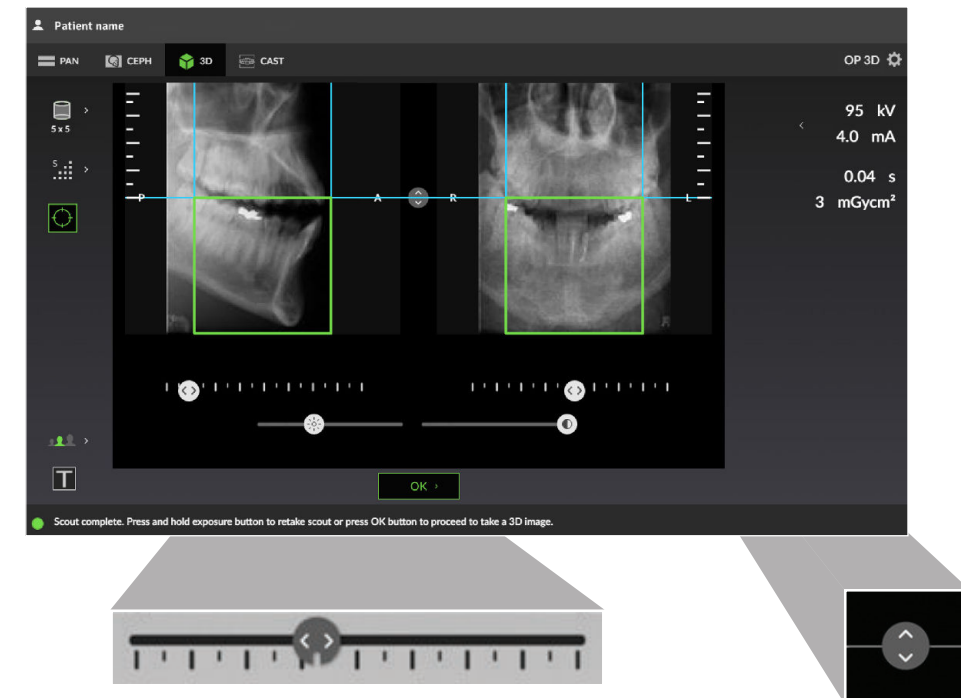 Patient name
PAN
CEPH
3D
CAST
OP 3D
5 x 5
S
95 kV
4.0 mA
0.04 s
3 mGycm²
P
A
R
L
T
OK
Scout complete. Press and hold exposure button to retake scout or press OK button to proceed to take a 3D image.